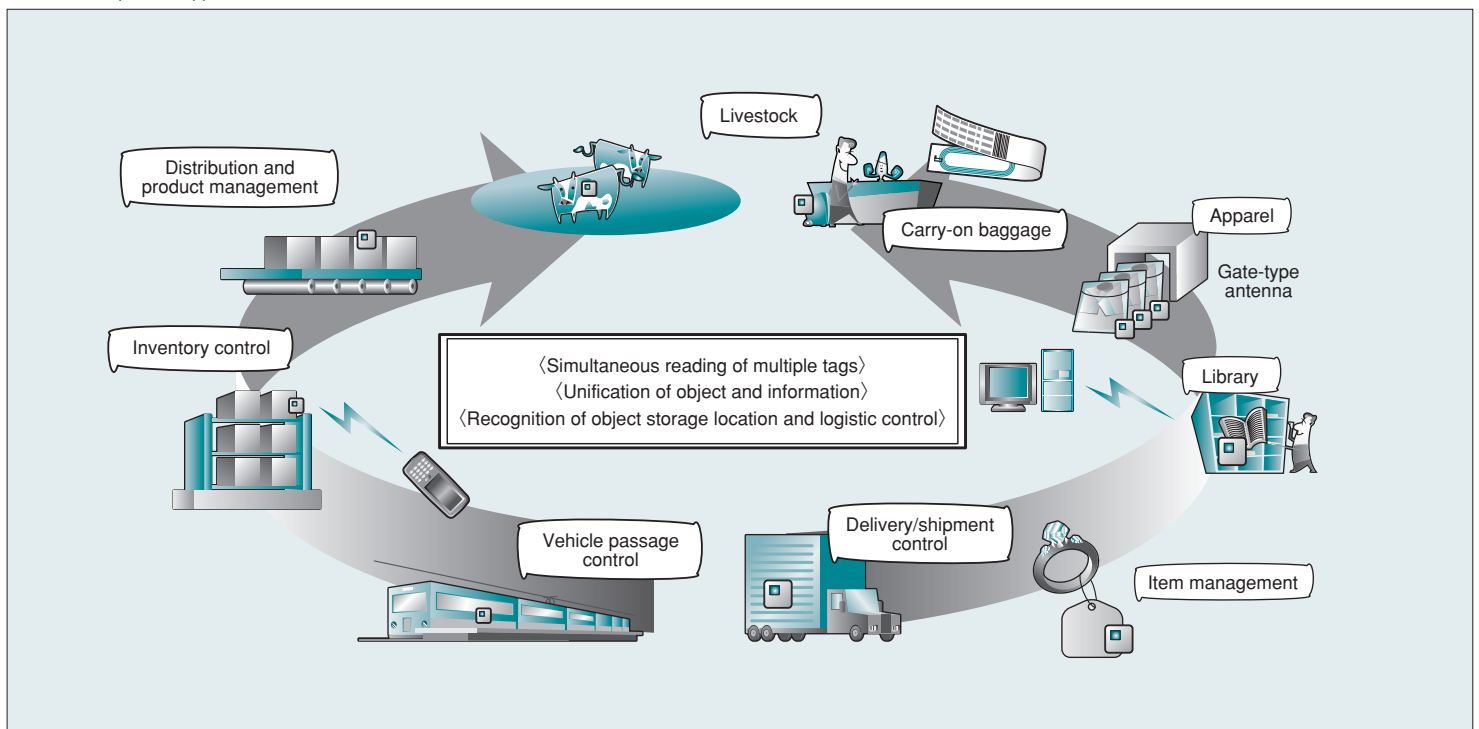 Livestock
Distribution and
product management
Carry-on baggage
Apparel
Gate-type
antenna
Inventory control
〈Simultaneous reading of multiple tags〉
〈Unification of object and information〉
〈Recognition of object storage location and logistic control〉
Library
Vehicle passage
control
Delivery/shipment
control
Item management